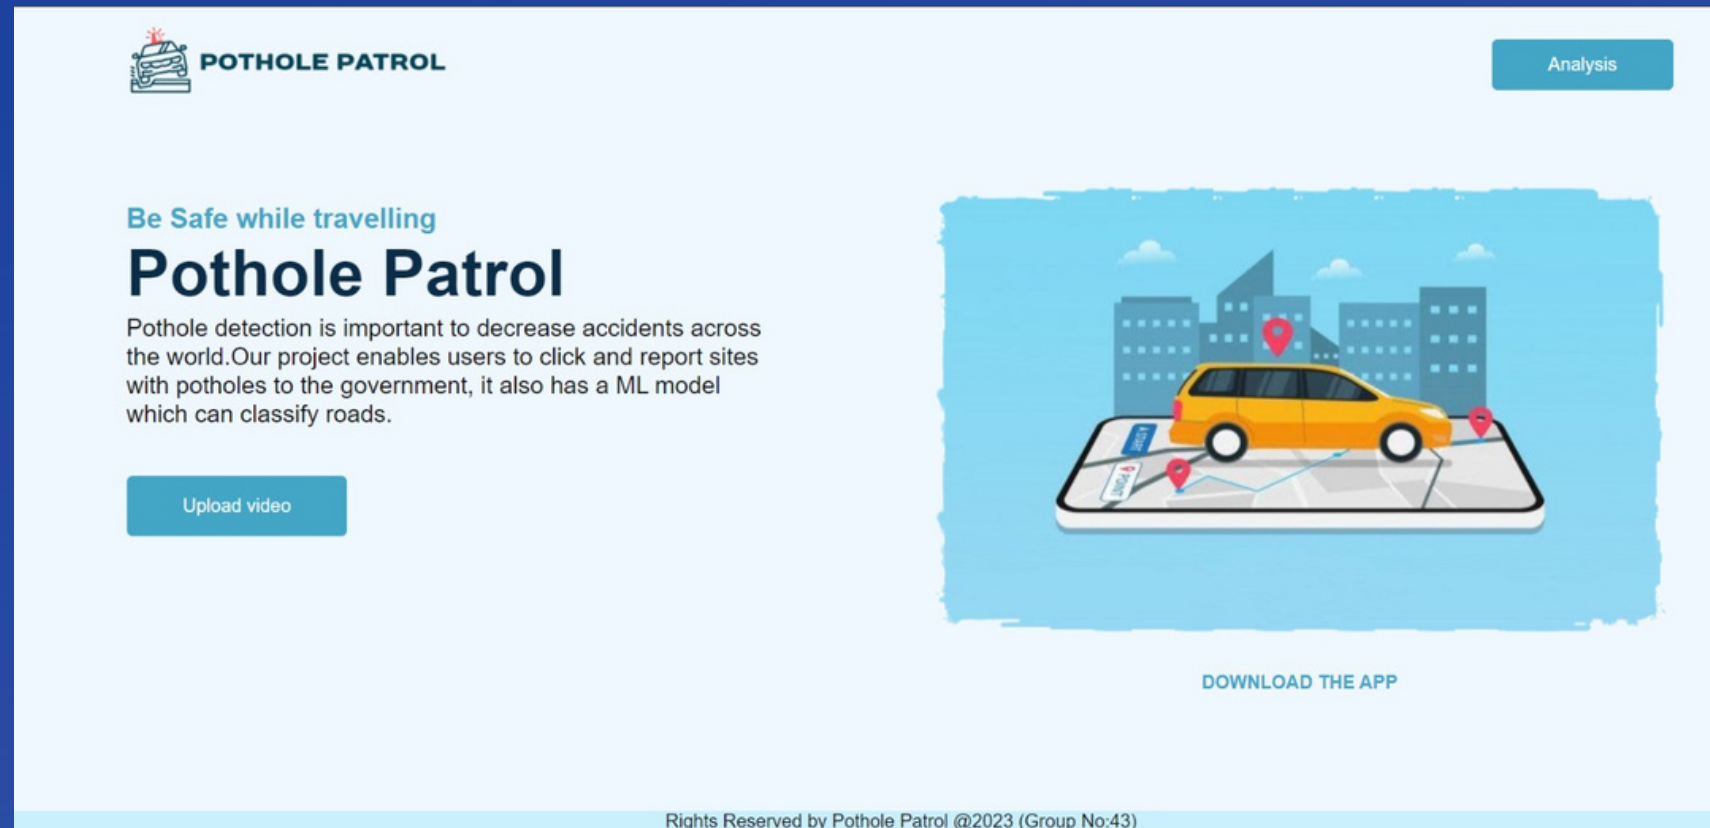 POTHOLE PATROL
Analysis
Be Safe while travelling
Pothole Patrol
Pothole detection is important to decrease accidents across
the world.Our project enables users to click and report sites
with potholes to the government, it also has a ML model
which can classify roads.
Upload video
START
POINT
DOWNLOAD THE APP
Rights Reserved by Pothole Patrol @2023 (Group No:43)